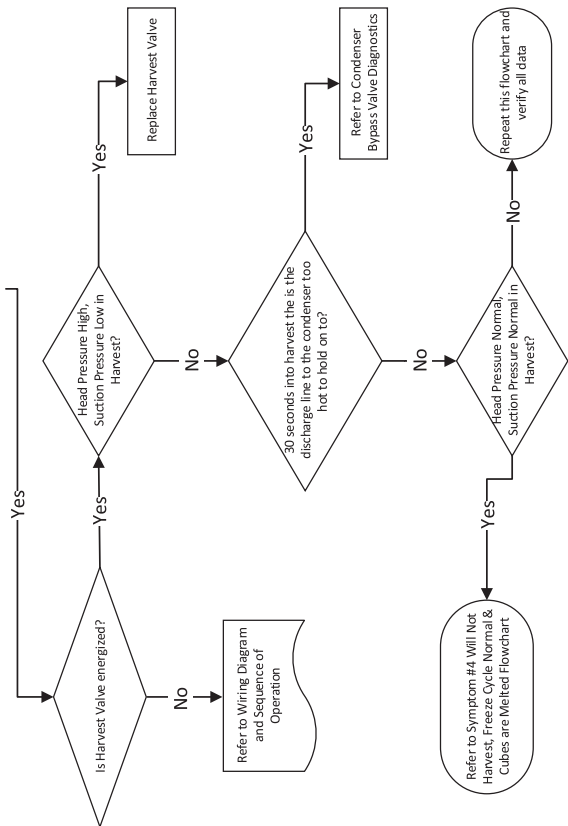 Yes
Is Harvest Valve energized?
Yes
No
Refer to Wiring Diagram
and Sequence of
Operation
Head Pressure High,
Suction Pressure Low in
Harvest?
Yes
Replace Harvest Valve
No
30 seconds into harvest the is the
discharge line to the condenser too
hot to hold on to?
Yes
Refer to Condenser
Bypass Valve Diagnostics
No
Head Pressure Normal,
Suction Pressure Normal in
Harvest?
Yes
Refer to Symptom #4 Will Not
Harvest, Freeze Cycle Normal &
Cubes are Melted Flowchart
No
Repeat this flowchart and
verify all data